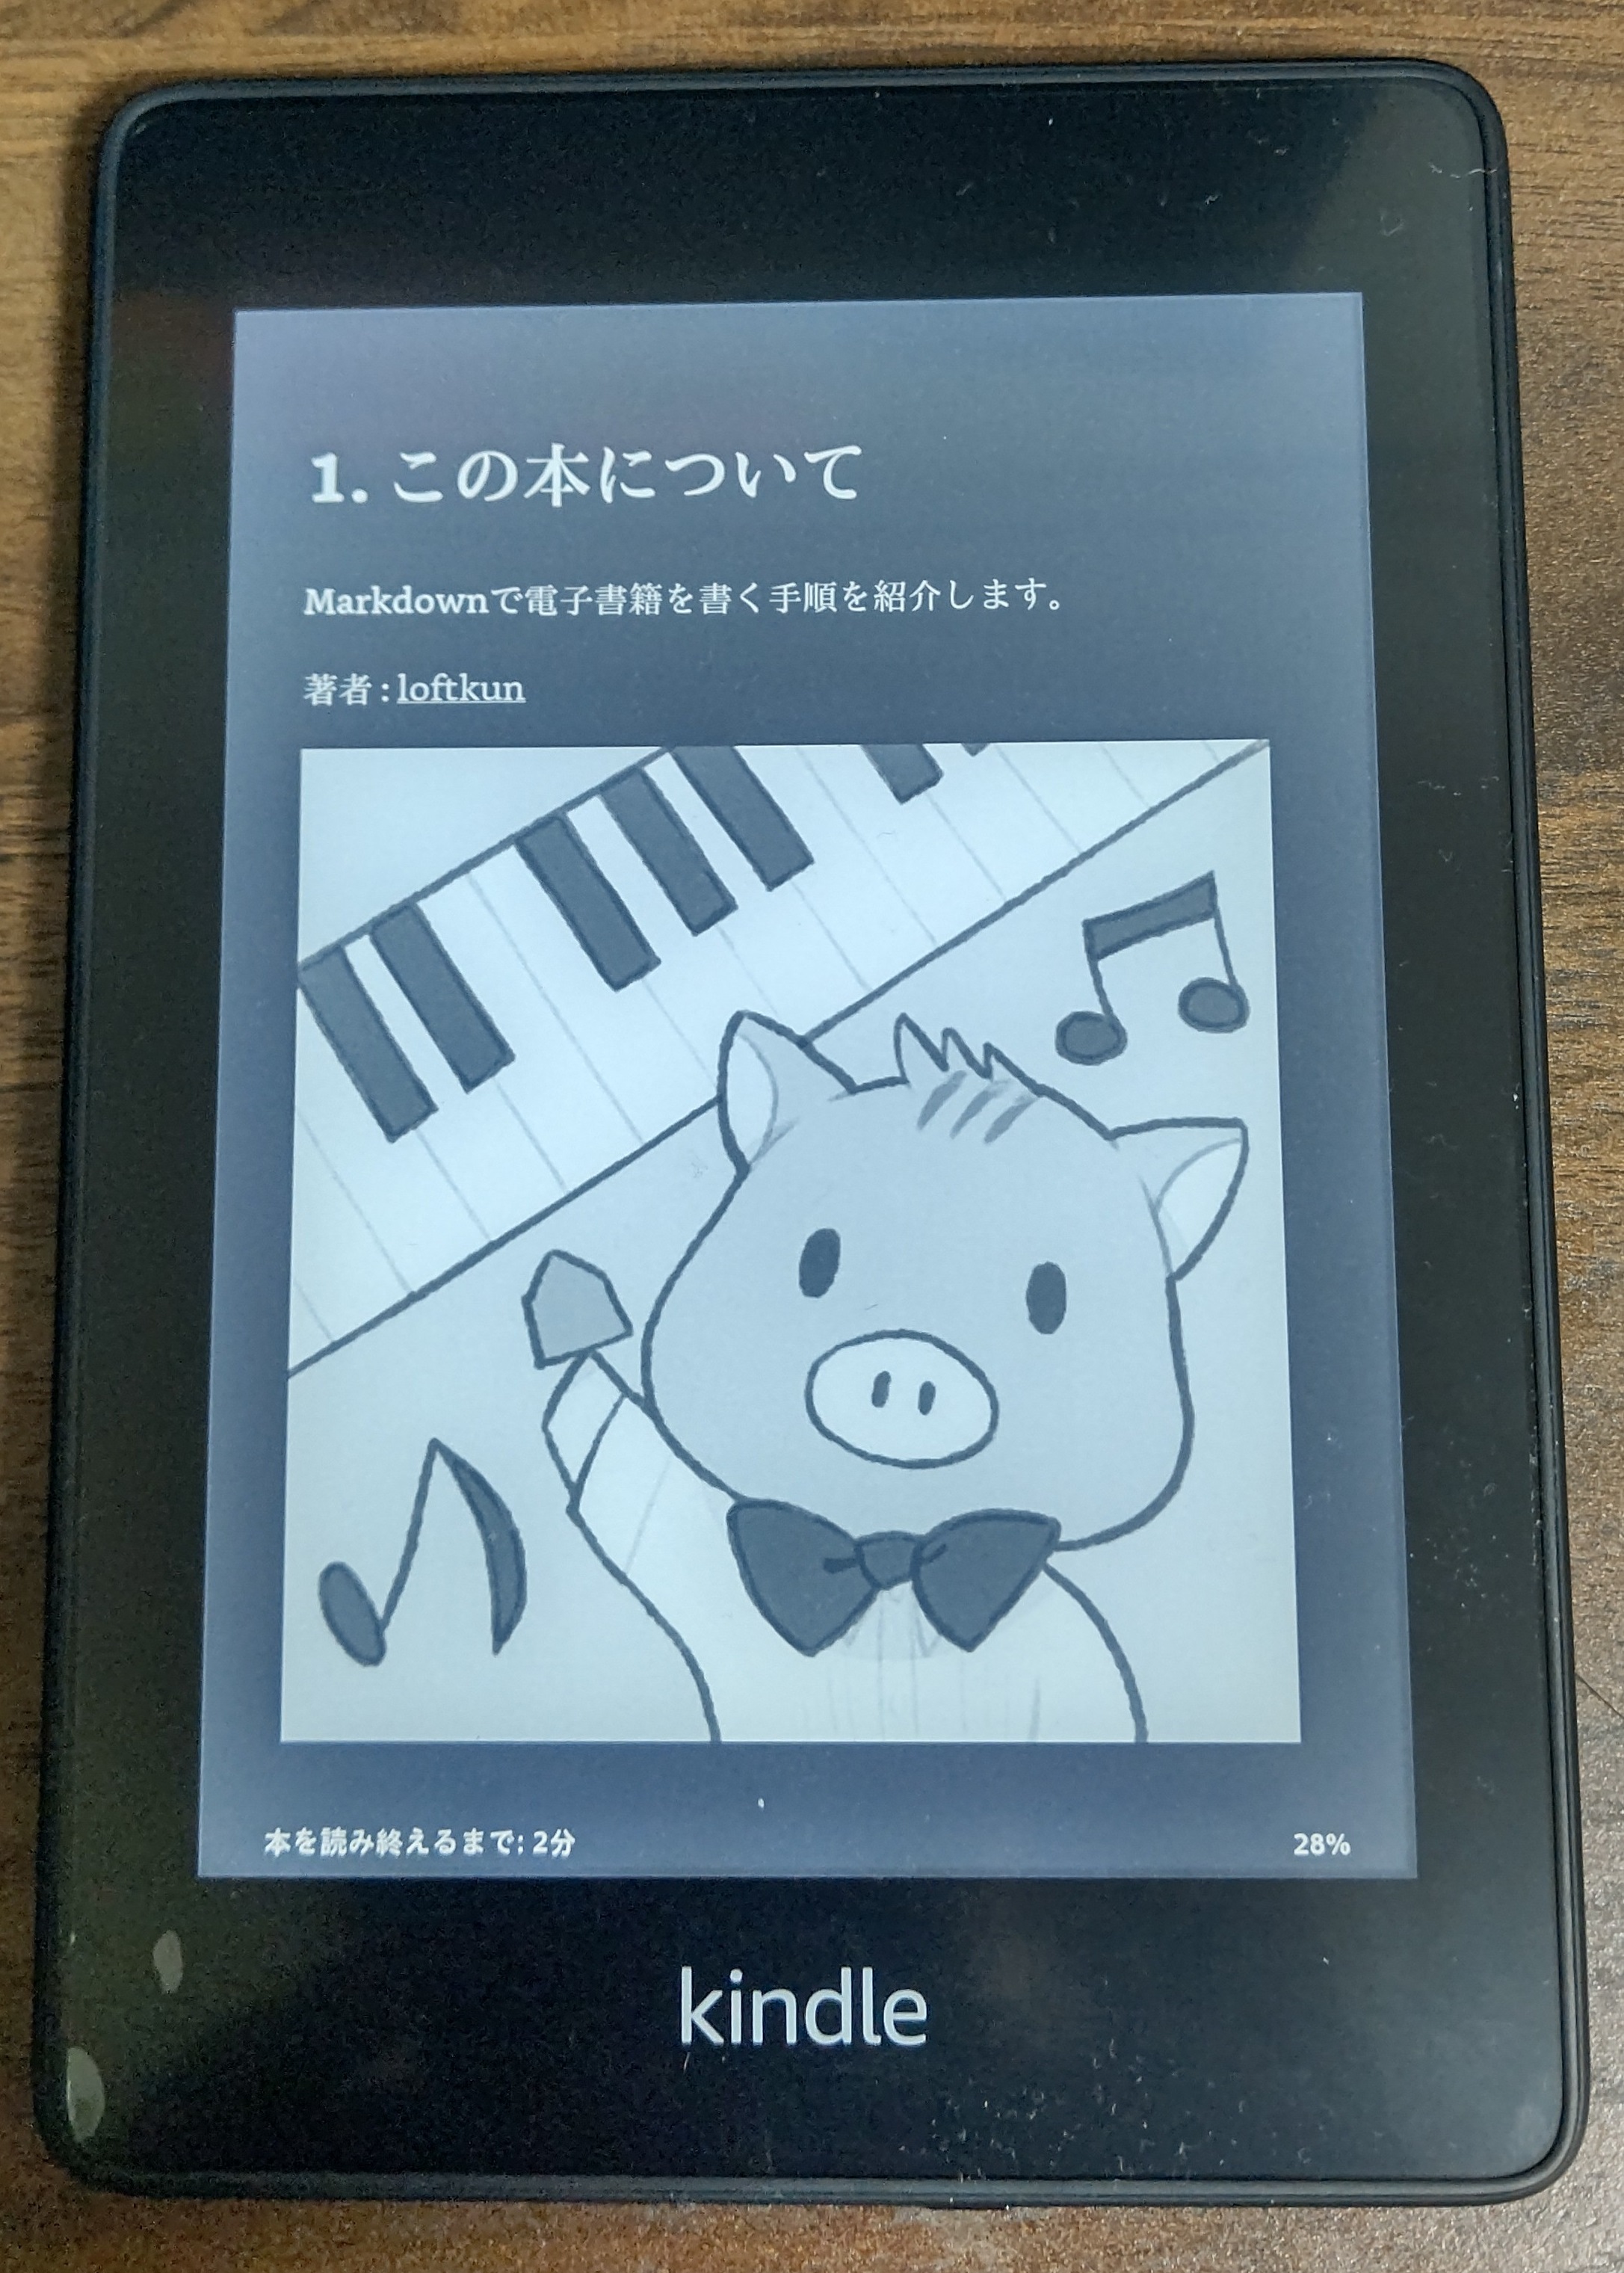 1. この本について
Markdownで電子書籍を書く手順を紹介します。
著者 : loftkun
本を読み終えるまで: 2分
28%
kindle